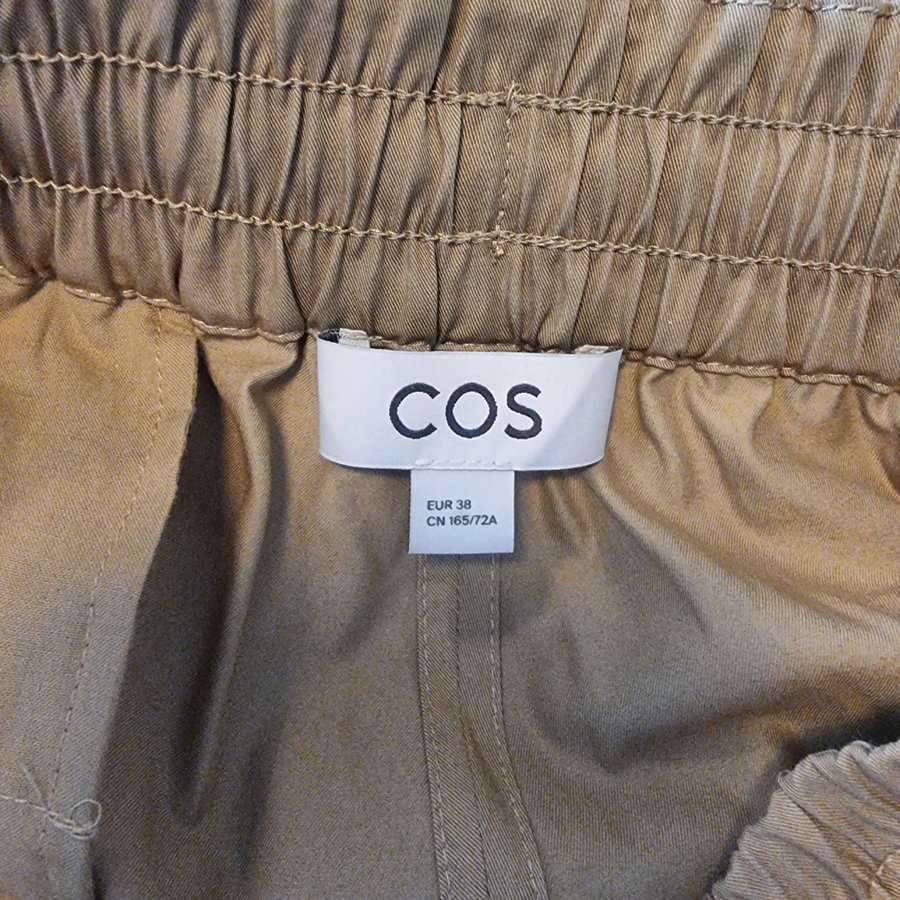 COS
EUR 38
CN 165/72A